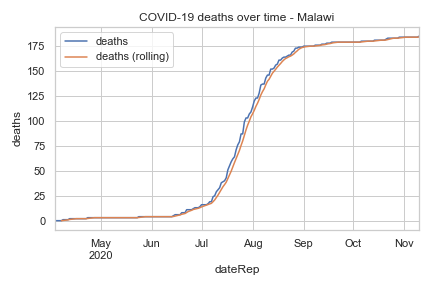 COVID-19 deaths over time - Malawi
deaths
deaths (rolling)
175
150
125
100
75
50
25
0
deaths
May Jun Jul Aug Sep Oct Nov
2020
dateRep